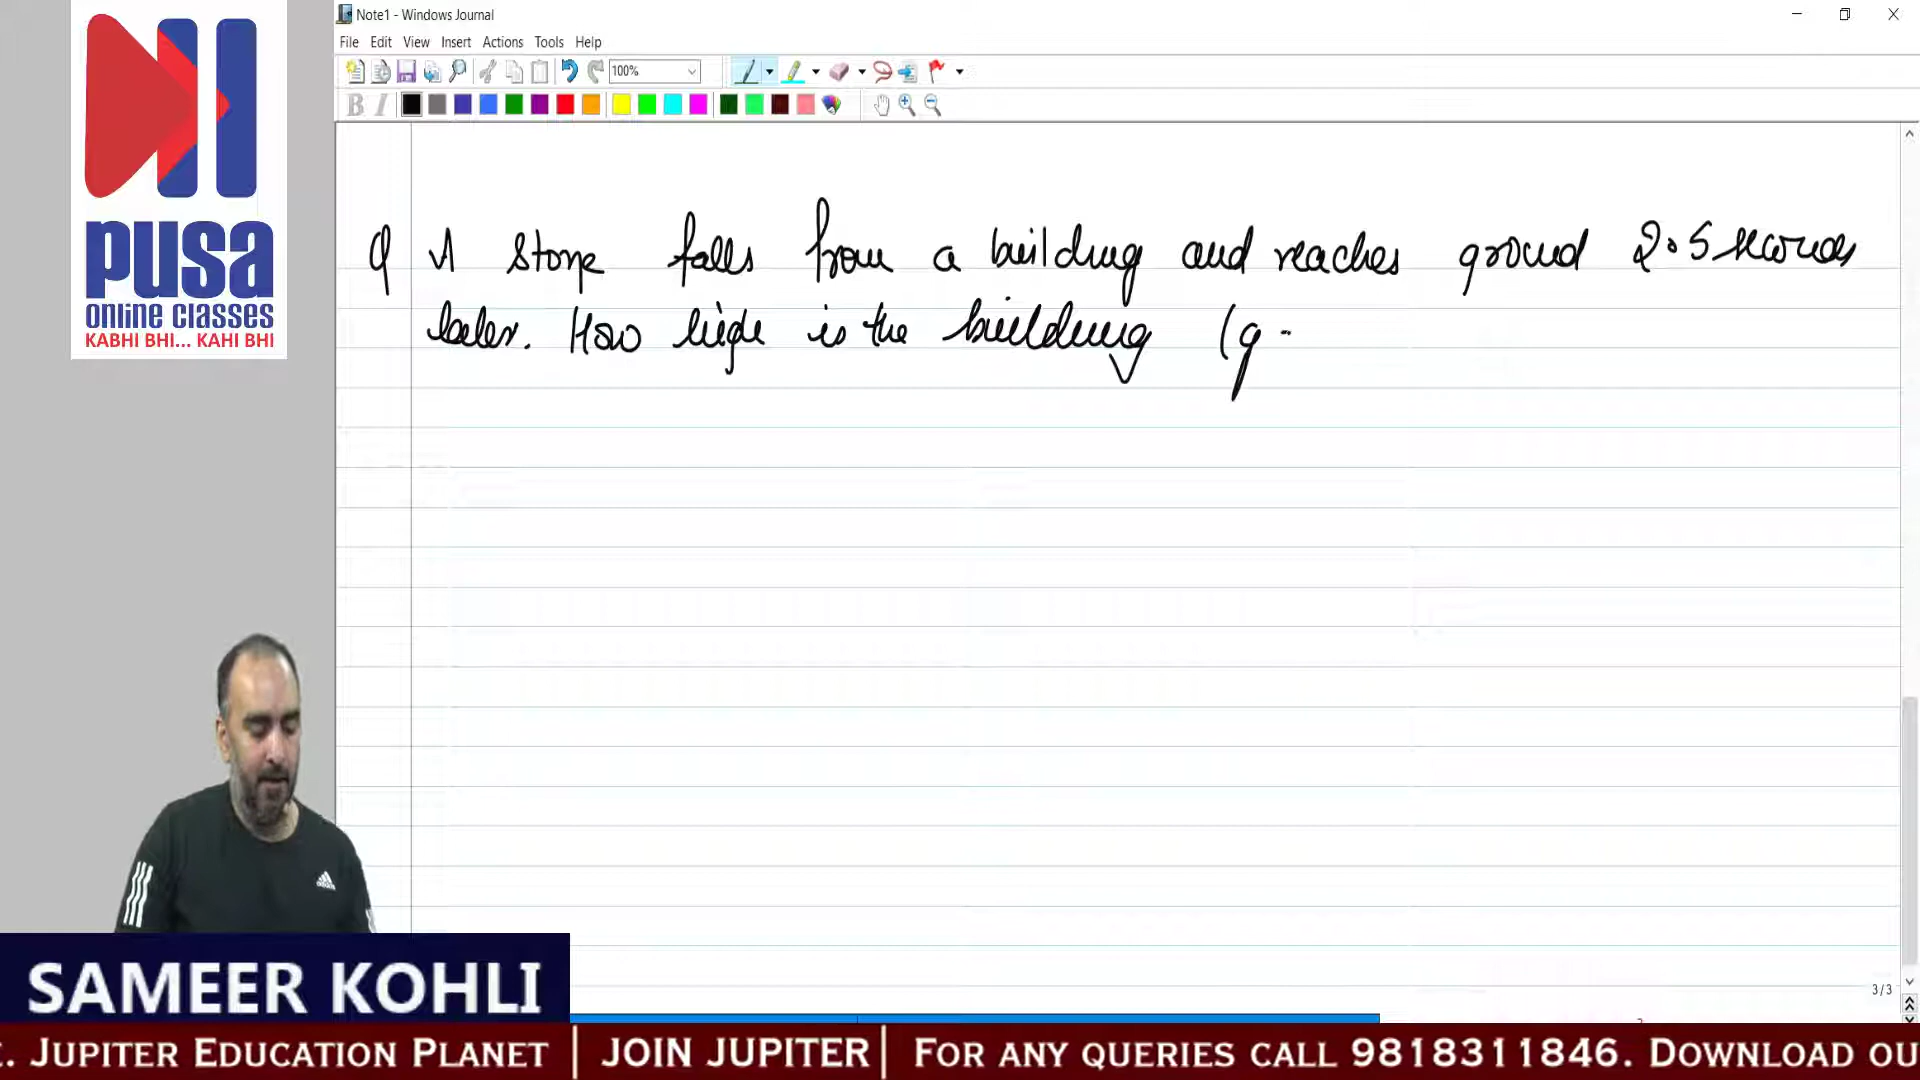 Note1 - Windows Journal
File Edit View Insert Actions Tools Help
100%
B I
PUSA
ONLINE CLASSES
KABHI BHI... KAHI BHI
Q A stone falls from a building and reaches ground 2.5 seconds
later. How high is the building (g -
3/3
SAMEER KOHLI
. JUPITER EDUCATION PLANET | JOIN JUPITER | FOR ANY QUERIES CALL 9818311846. DOWNLOAD OU